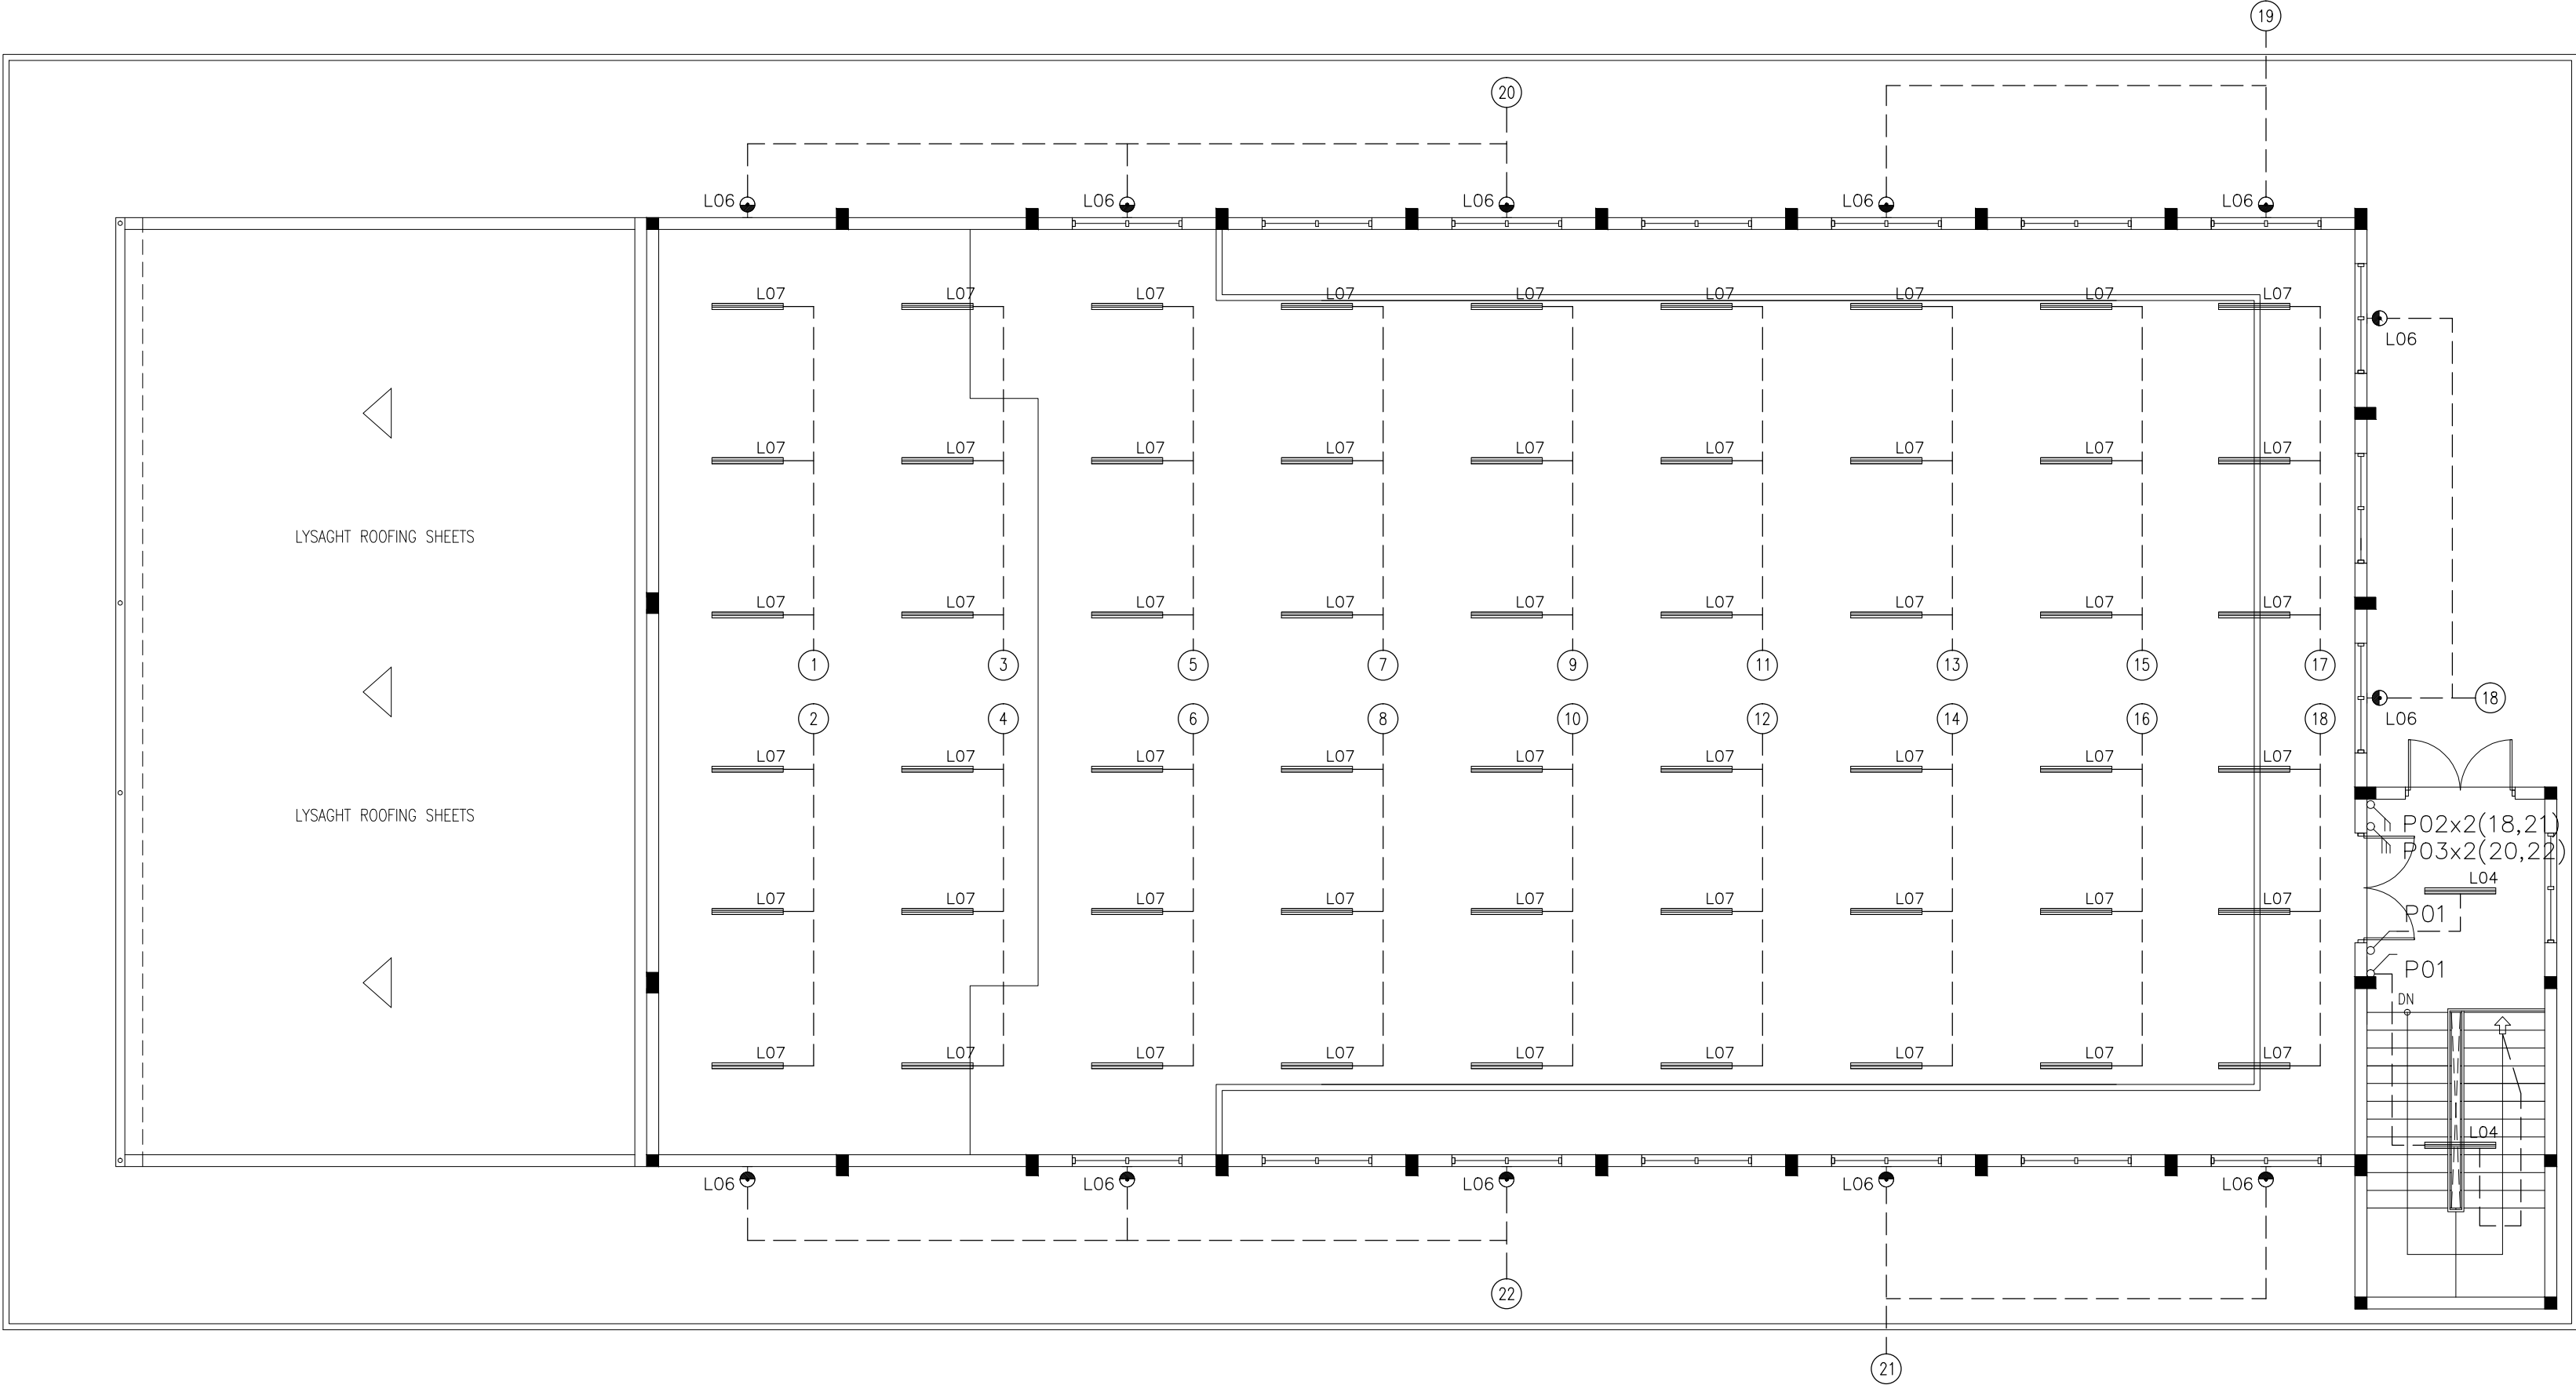 19
20
L06 L06 L06 L06 L06
L07 L07 L07 L07 L07 L07 L07 L07 L07
L06
L07 L07 L07 L07 L07 L07 L07 L07 L07
LYSAGHT ROOFING SHEETS
L07 L07 L07 L07 L07 L07 L07 L07 L07
1 3 5 7 9 11 13 15 17
18
2 4 6 8 10 12 14 16 18
L06
L07 L07 L07 L07 L07 L07 L07 L07 L07
LYSAGHT ROOFING SHEETS
P02x2(18,21)
P03x2(20,22)
L04
L07 L07 L07 L07 L07 L07 L07 L07 L07
P01
P01
DN
L07 L07 L07 L07 L07 L07 L07 L07 L07
L04
L06 L06 L06 L06 L06
22
21